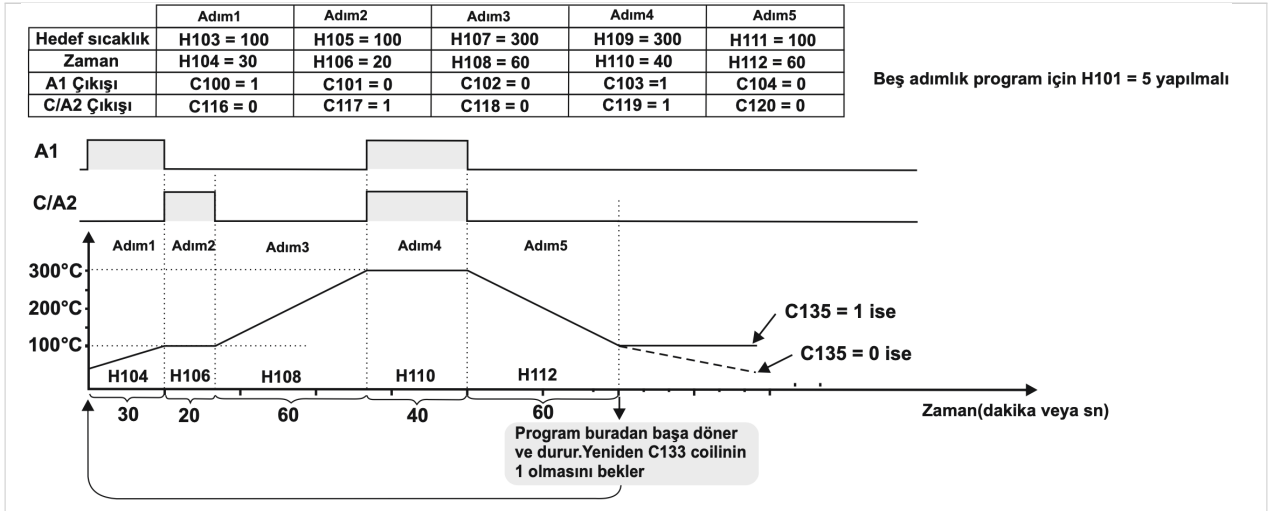 Adım1 Adım2 Adım3 Adım4 Adım5
Hedef sıcaklık H103 = 100 H105 = 100 H107 = 300 H109 = 300 H111 = 100
Zaman H104 = 30 H106 = 20 H108 = 60 H110 = 40 H112 = 60
A1 Çıkışı C100 = 1 C101 = 0 C102 = 0 C103 =1 C104 = 0
C/A2 Çıkışı C116 = 0 C117 = 1 C118 = 0 C119 = 1 C120 = 0
Beş adımlık program için H101 = 5 yapılmalı
A1
C/A2
Adım1 Adım2 Adım3 Adım4 Adım5
300°C
200°C
100°C
C135 = 1 ise
C135 = 0 ise
H104 H106 H108 H110 H112
30 20 60 40 60
Zaman(dakika veya sn)
Program buradan başa döner
ve durur.Yeniden C133 coilinin
1 olmasını bekler